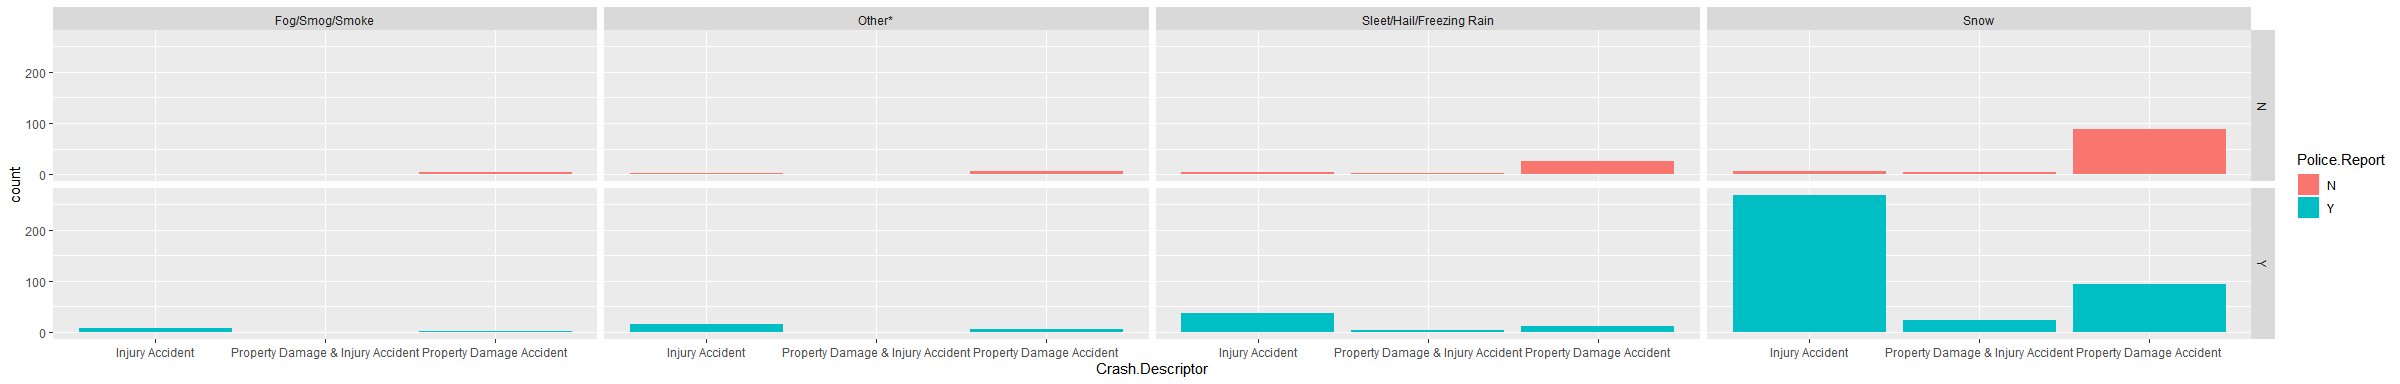 Fog/Smog/Smoke Other* Sleet/Hail/Freezing Rain Snow
200
100
0
N
count
200
100
0
Y
Injury Accident Property Damage & Injury Accident Property Damage Accident Injury Accident Property Damage & Injury Accident Property Damage Accident Injury Accident Property Damage & Injury Accident Property Damage Accident Injury Accident Property Damage & Injury Accident Property Damage Accident
Crash.Descriptor
Police.Report
N
Y